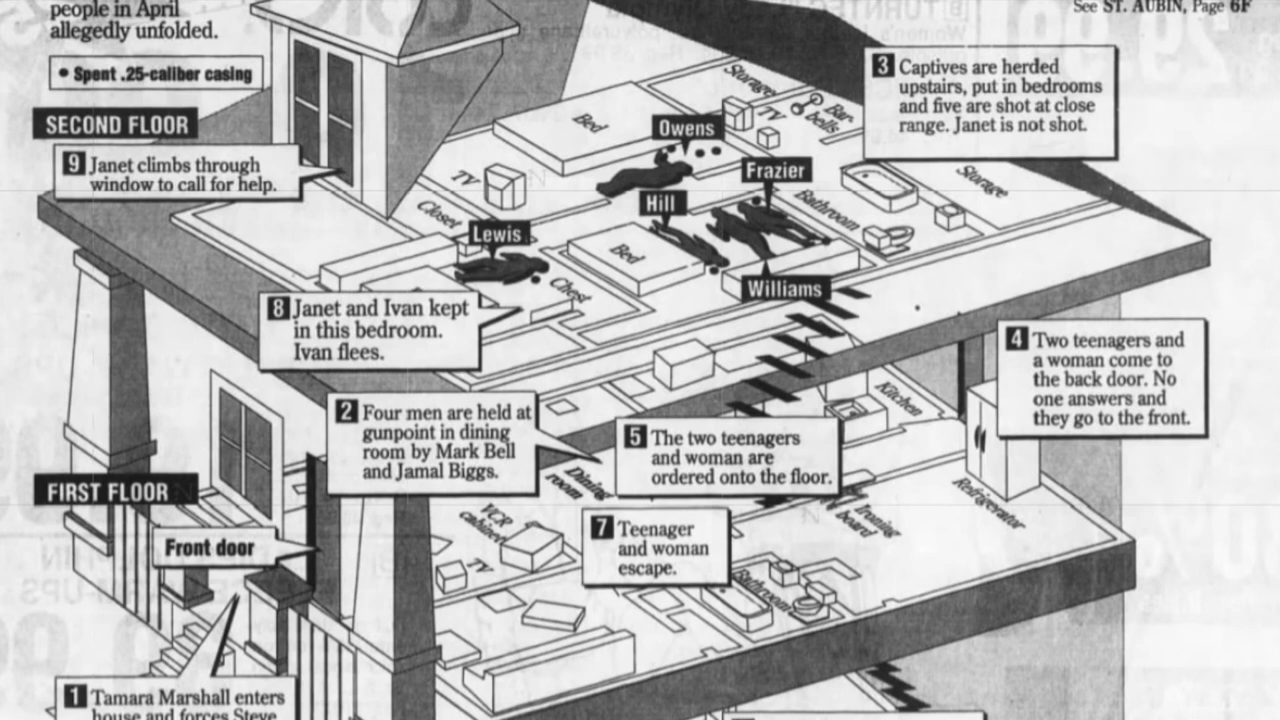 people in April
allegedly unfolded.
• Spent .25-caliber casing
See ST. AUBIN, Page 6F
SECOND FLOOR
9 Janet climbs through
window to call for help.
3 Captives are herded
upstairs, put in bedrooms
and five are shot at close
range. Janet is not shot.
Storage
TV
Bar-
bells
Bed
Owens
Frazier
Hill
Lewis
Williams
TV
Closet
Bed
Bathroom
Storage
Chest
8 Janet and Ivan kept
in this bedroom.
Ivan flees.
4 Two teenagers and
a woman come to
the back door. No
one answers and
they go to the front.
2 Four men are held at
gunpoint in dining
room by Mark Bell
and Jamal Biggs.
5 The two teenagers
and woman are
ordered onto the floor.
Kitchen
FIRST FLOOR
Dining
room
Refrigerator
Ironing
board
VCR
cabinet
TV
7 Teenager
and woman
escape.
Front door
Bathroom
1 Tamara Marshall enters
house and forces Steve